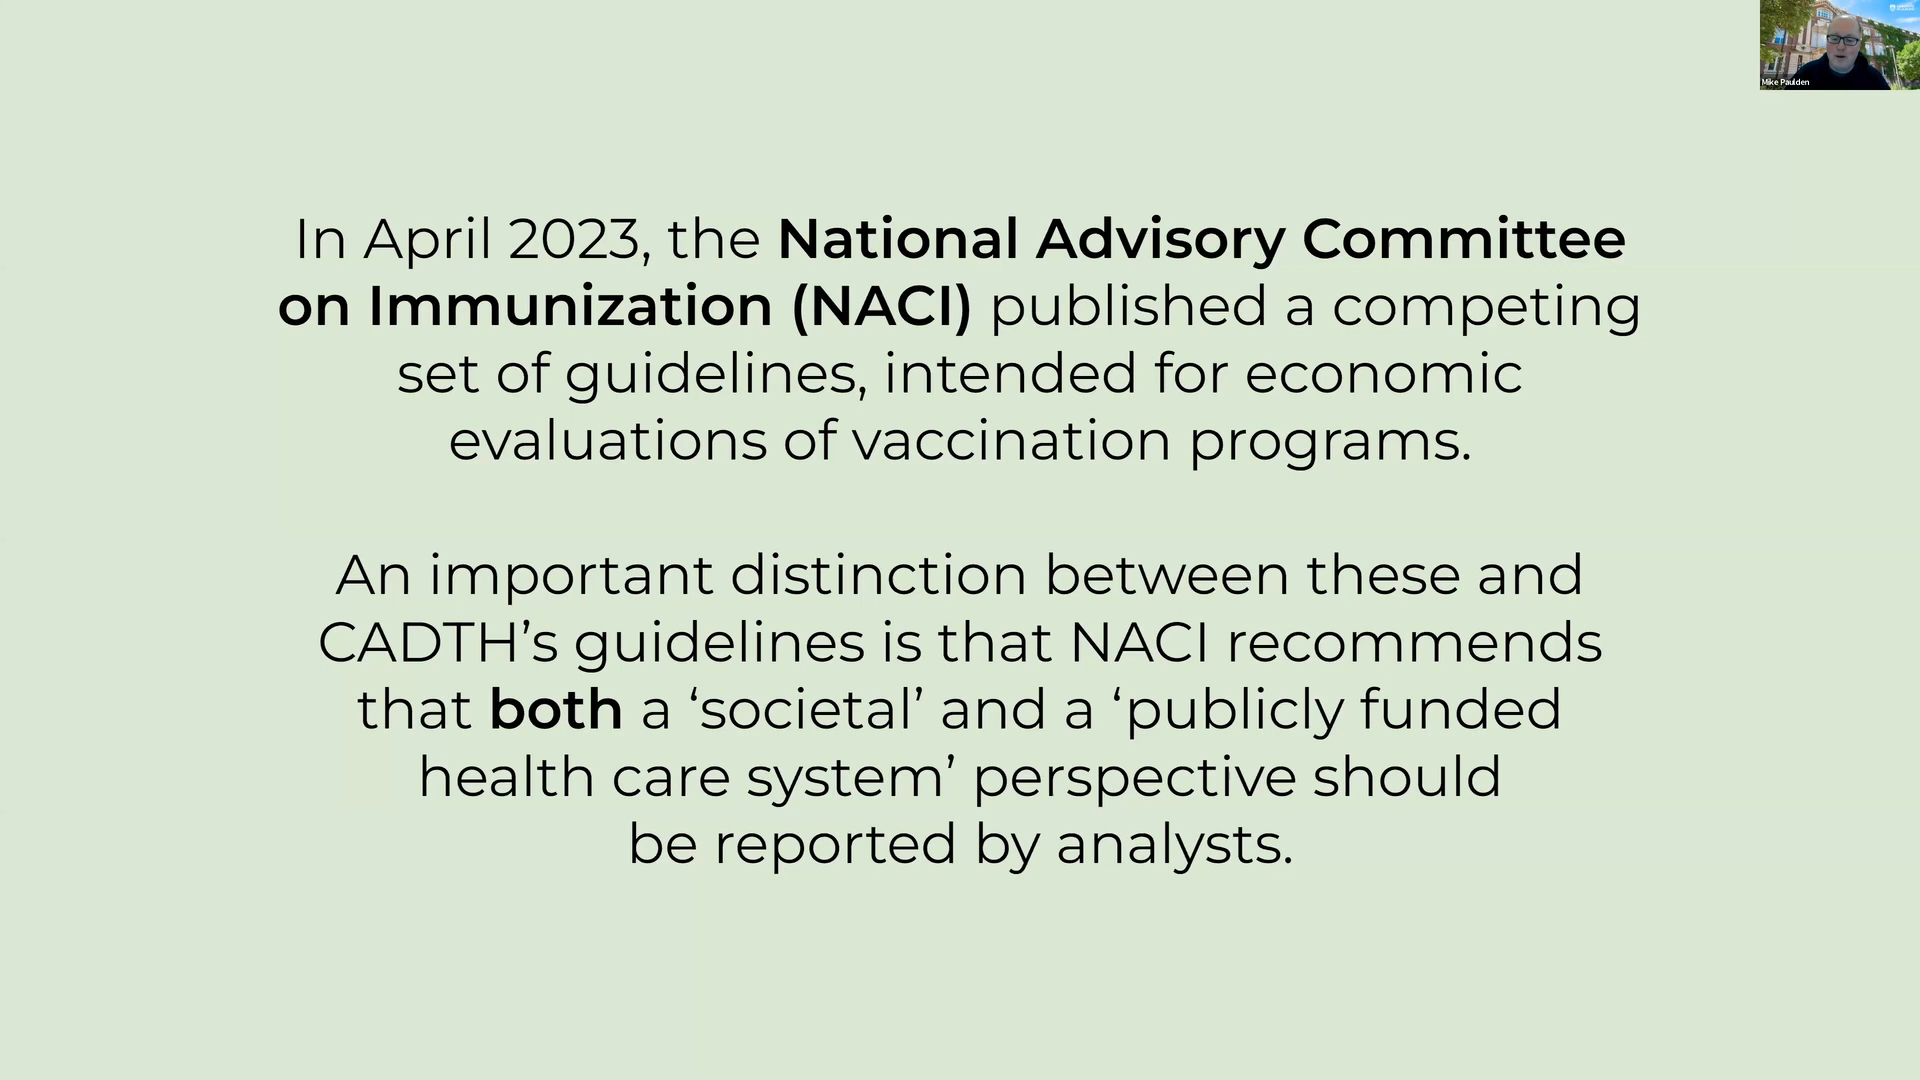 Mike Paulden
In April 2023, the National Advisory Committee
on Immunization (NACI) published a competing
set of guidelines, intended for economic
evaluations of vaccination programs.
An important distinction between these and
CADTH’s guidelines is that NACI recommends
that both a ‘societal’ and a ‘publicly funded
health care system’ perspective should
be reported by analysts.